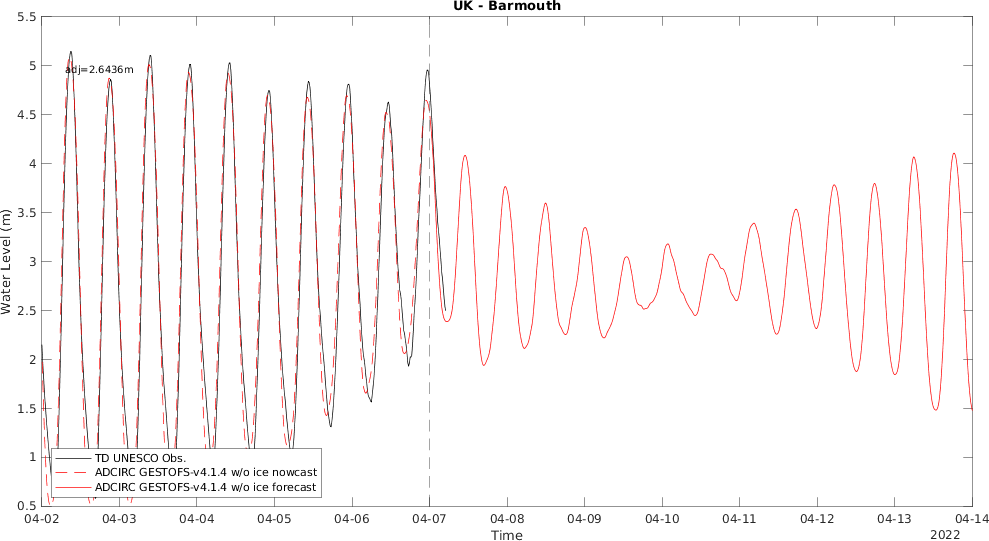 UK - Barmouth
5.5
5
4.5
4
3.5
3
2.5
2
1.5
1
0.5
Water Level (m)
adj=2.6436m
TD UNESCO Obs.
ADCIRC GESTOFS-v4.1.4 w/o ice nowcast
ADCIRC GESTOFS-v4.1.4 w/o ice forecast
04-02 04-03 04-04 04-05 04-06 04-07 04-08 04-09 04-10 04-11 04-12 04-13 04-14
Time
2022